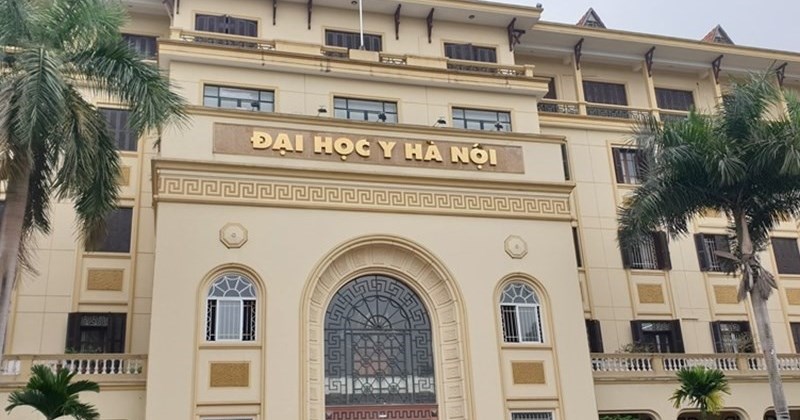 ĐẠI HỌC Y HÀ NỘI